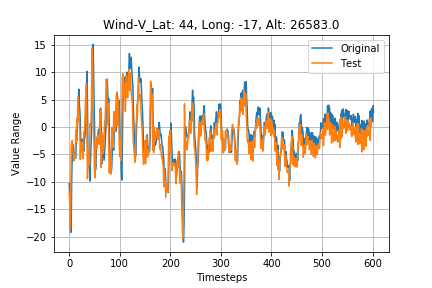 Wind-V_Lat: 44, Long: -17, Alt: 26583.0
Original
Test
Value Range
15
10
5
0
−5
−10
−15
−20
0 100 200 300 400 500 600
Timesteps